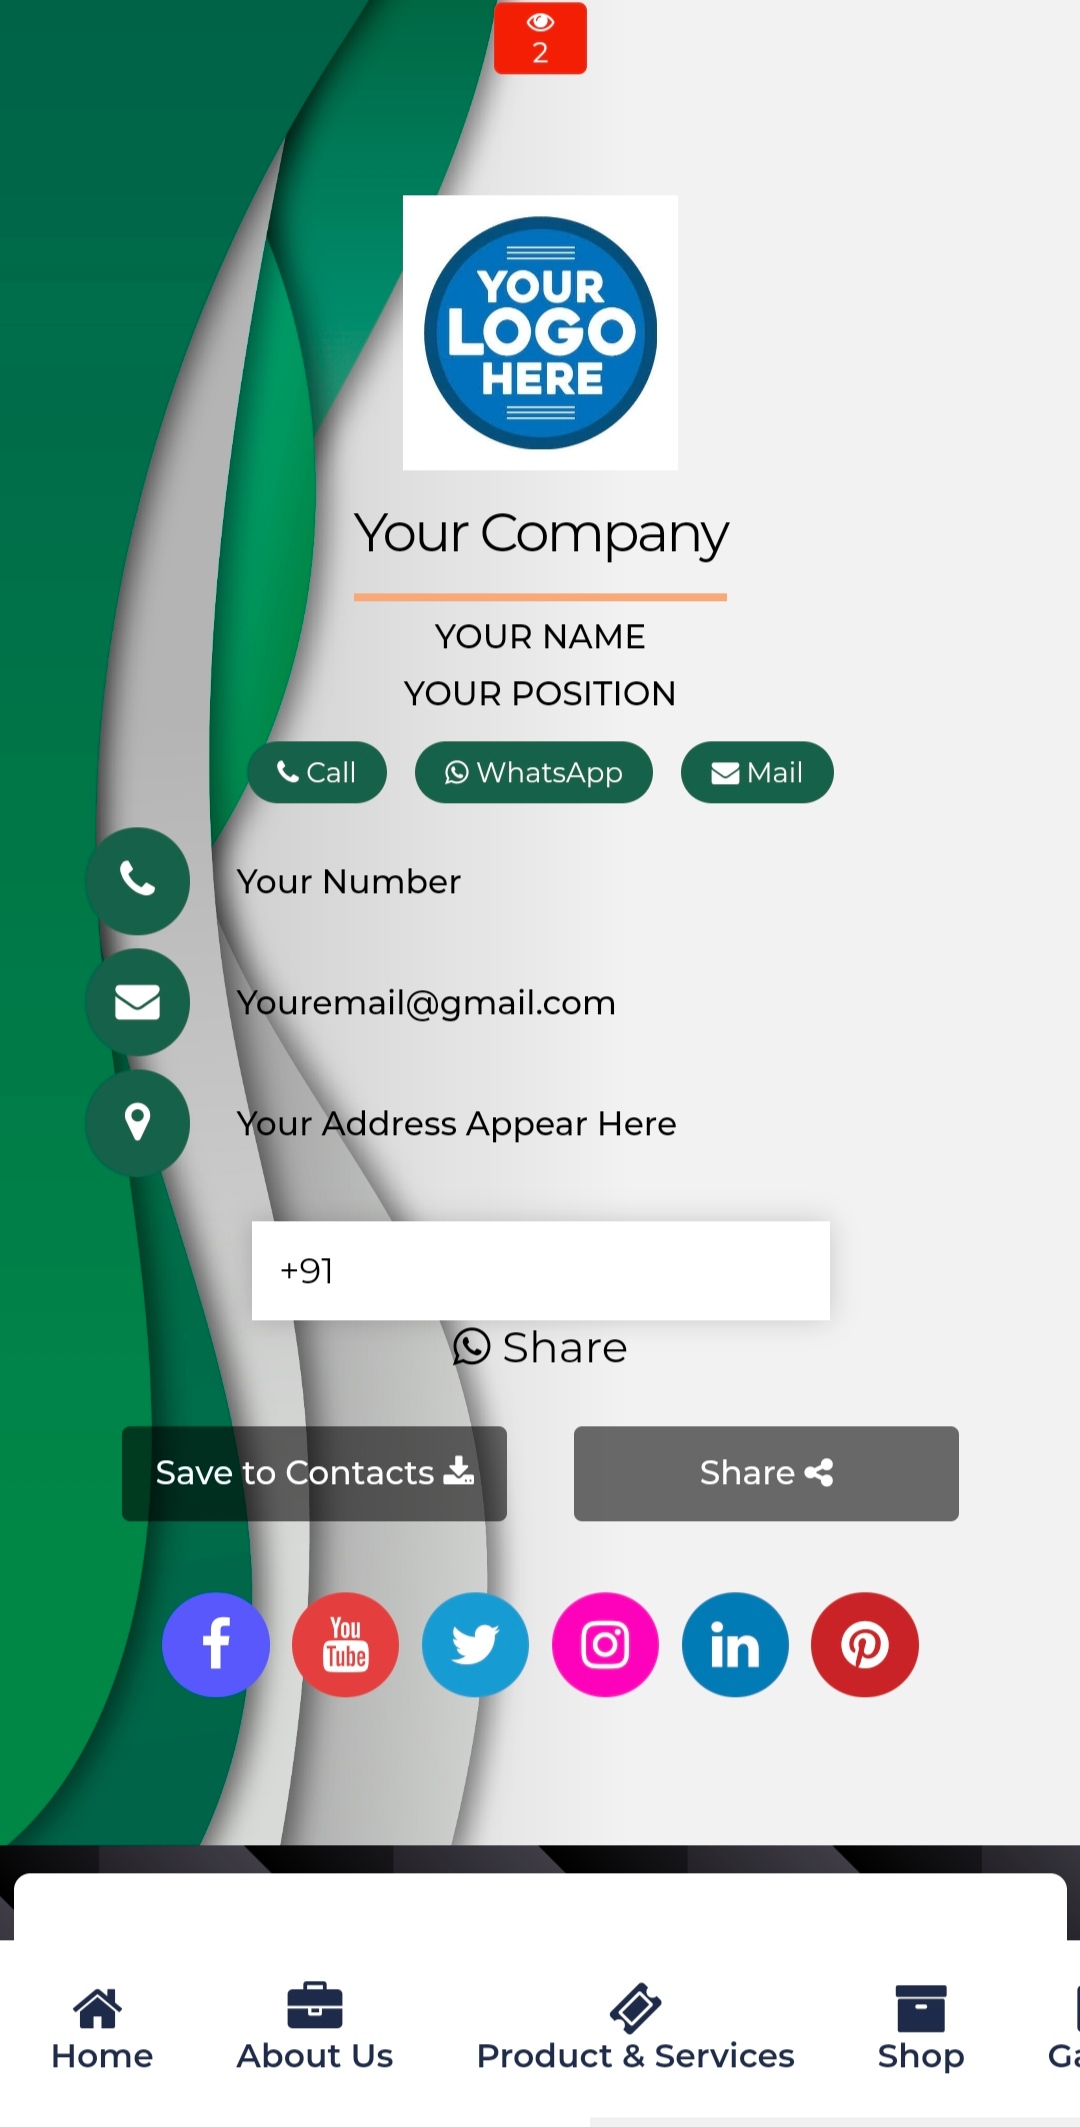 2
YOUR
LOGO
HERE
Your Company
YOUR NAME
YOUR POSITION
Call WhatsApp Mail
Your Number
Youremail@gmail.com
Your Address Appear Here
+91
Share
Save to Contacts Share
You
Tube
Home About Us Product & Services Shop